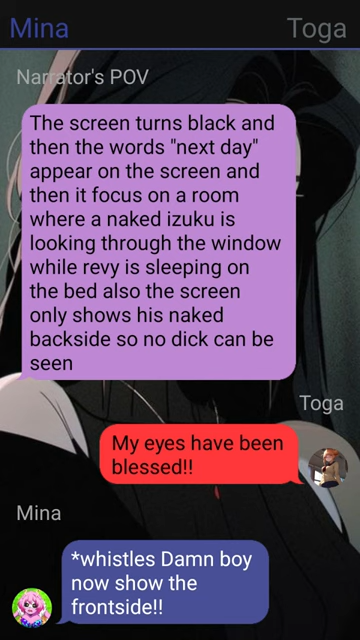 Mina Toga
Narrator's POV
The screen turns black and
then the words "next day"
appear on the screen and
then it focus on a room
where a naked izuku is
looking through the window
while revy is sleeping on
the bed also the screen
only shows his naked
backside so no dick can be
seen
Toga
My eyes have been
blessed!!
Mina
*whistles Damn boy
now show the
frontside!!